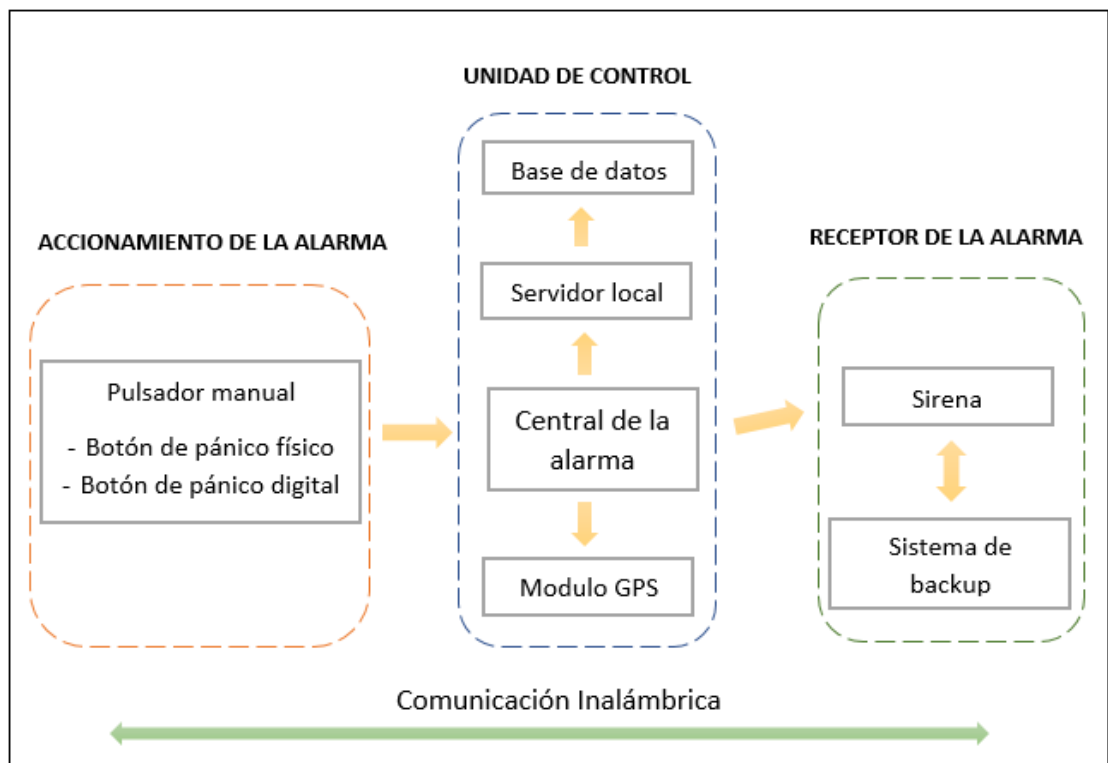 UNIDAD DE CONTROL
Base de datos
ACCIONAMIENTO DE LA ALARMA
RECEPTOR DE LA ALARMA
Servidor local
Pulsador manual
- Botón de pánico físico
- Botón de pánico digital
Central de la
alarma
Sirena
Modulo GPS
Sistema de
backup
Comunicación Inalámbrica